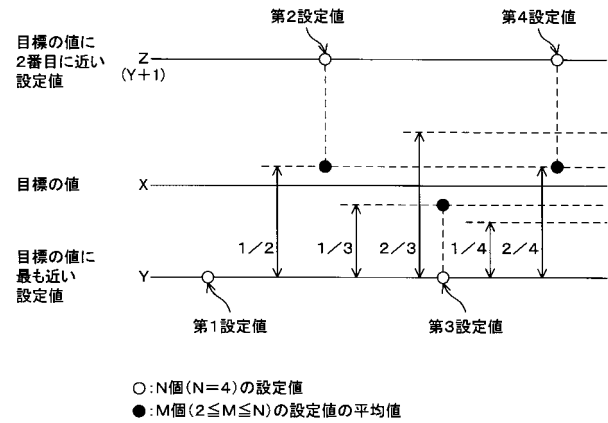 第2設定値
第4設定値
目標の値に
2番目に近い
設定値
Z
(Y+1)
目標の値
X
1/2
1/3
2/3
1/4
2/4
目標の値に
最も近い
設定値
Y
第1設定値
第3設定値
○:N個(N=4)の設定値
●:M個(2≦M≦N)の設定値の平均値